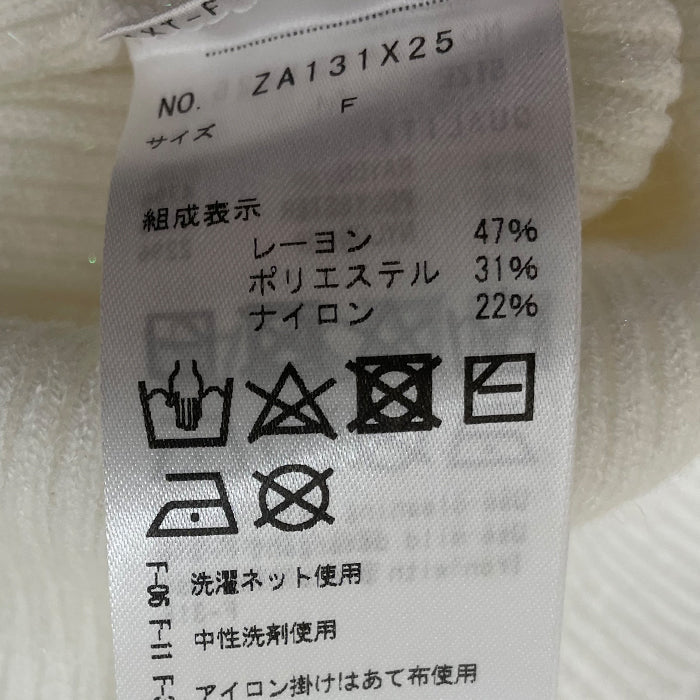 NO. ZA131X25
サイズ F
組成表示
レーヨン 47%
ポリエステル 31%
ナイロン 22%
F-06 洗濯ネット使用
F-11 中性洗剤使用
アイロン掛けはあて布使用